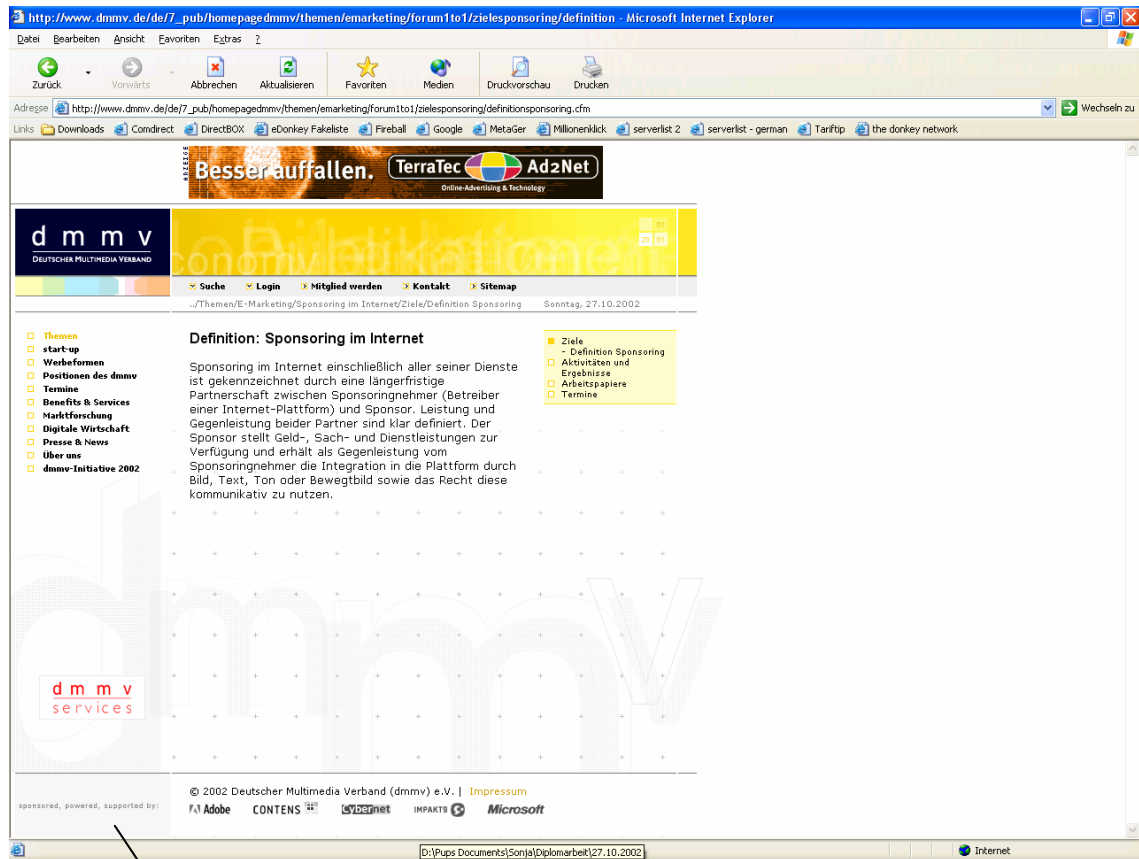 http://www.dmmv.de/de/7_pub/homepagedmmv/themen/emarketing/forum1to1/zielesponsoring/definition - Microsoft Internet Explorer
Datei Bearbeiten Ansicht Favoriten Extras ?
Zurück Vorwärts Abbrechen Aktualisieren Favoriten Medien Druckvorschau Drucken
Adresse http://www.dmmv.de/de/7_pub/homepagedmmv/themen/emarketing/forum1to1/zielesponsoring/definitionsponsoring.cfm Wechseln zu
Links Downloads Comdirect DirectBOX eDonkey Fakeliste Fireball Google MetaGer Millionenklick serverlist 2 serverlist - german Tariftip the donkey network
ANZEIGE
Besser auffallen. TerraTec Ad2Net
Online-Advertising & Technology
d m m v
DEUTSCHER MULTIMEDIA VERBAND
01
20 01
Suche Login Mitglied werden Kontakt Sitemap
../Themen/E-Marketing/Sponsoring im Internet/Ziele/Definition Sponsoring Sonntag, 27.10.2002
Themen
start-up
Werbeformen
Positionen des dmmv
Termine
Benefits & Services
Marktforschung
Digitale Wirtschaft
Presse & News
Über uns
dmmv-Initiative 2002
Definition: Sponsoring im Internet
Sponsoring im Internet einschließlich aller seiner Dienste
ist gekennzeichnet durch eine längerfristige
Partnerschaft zwischen Sponsoringnehmer (Betreiber
einer Internet-Plattform) und Sponsor. Leistung und
Gegenleistung beider Partner sind klar definiert. Der
Sponsor stellt Geld-, Sach- und Dienstleistungen zur
Verfügung und erhält als Gegenleistung vom
Sponsoringnehmer die Integration in die Plattform durch
Bild, Text, Ton oder Bewegtbild sowie das Recht diese
kommunikativ zu nutzen.
Ziele
- Definition Sponsoring
Aktivitäten und
Ergebnisse
Arbeitspapiere
Termine
dmmv
d m m v
services
© 2002 Deutscher Multimedia Verband (dmmv) e.V. | Impressum
sponsored, powered, supported by:
Adobe CONTENS Cybernet IMPAKT9 Microsoft
D:\Pups Documents\Sonja\Diplomarbeit\27.10.2002
Internet